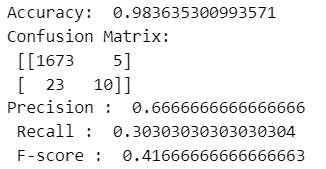 Accuracy:  0.983635300993571
Confusion Matrix:
 [[1673    5]
 [  23   10]]
Precision :  0.6666666666666666
 Recall :  0.30303030303030304
 F-score :  0.41666666666666663